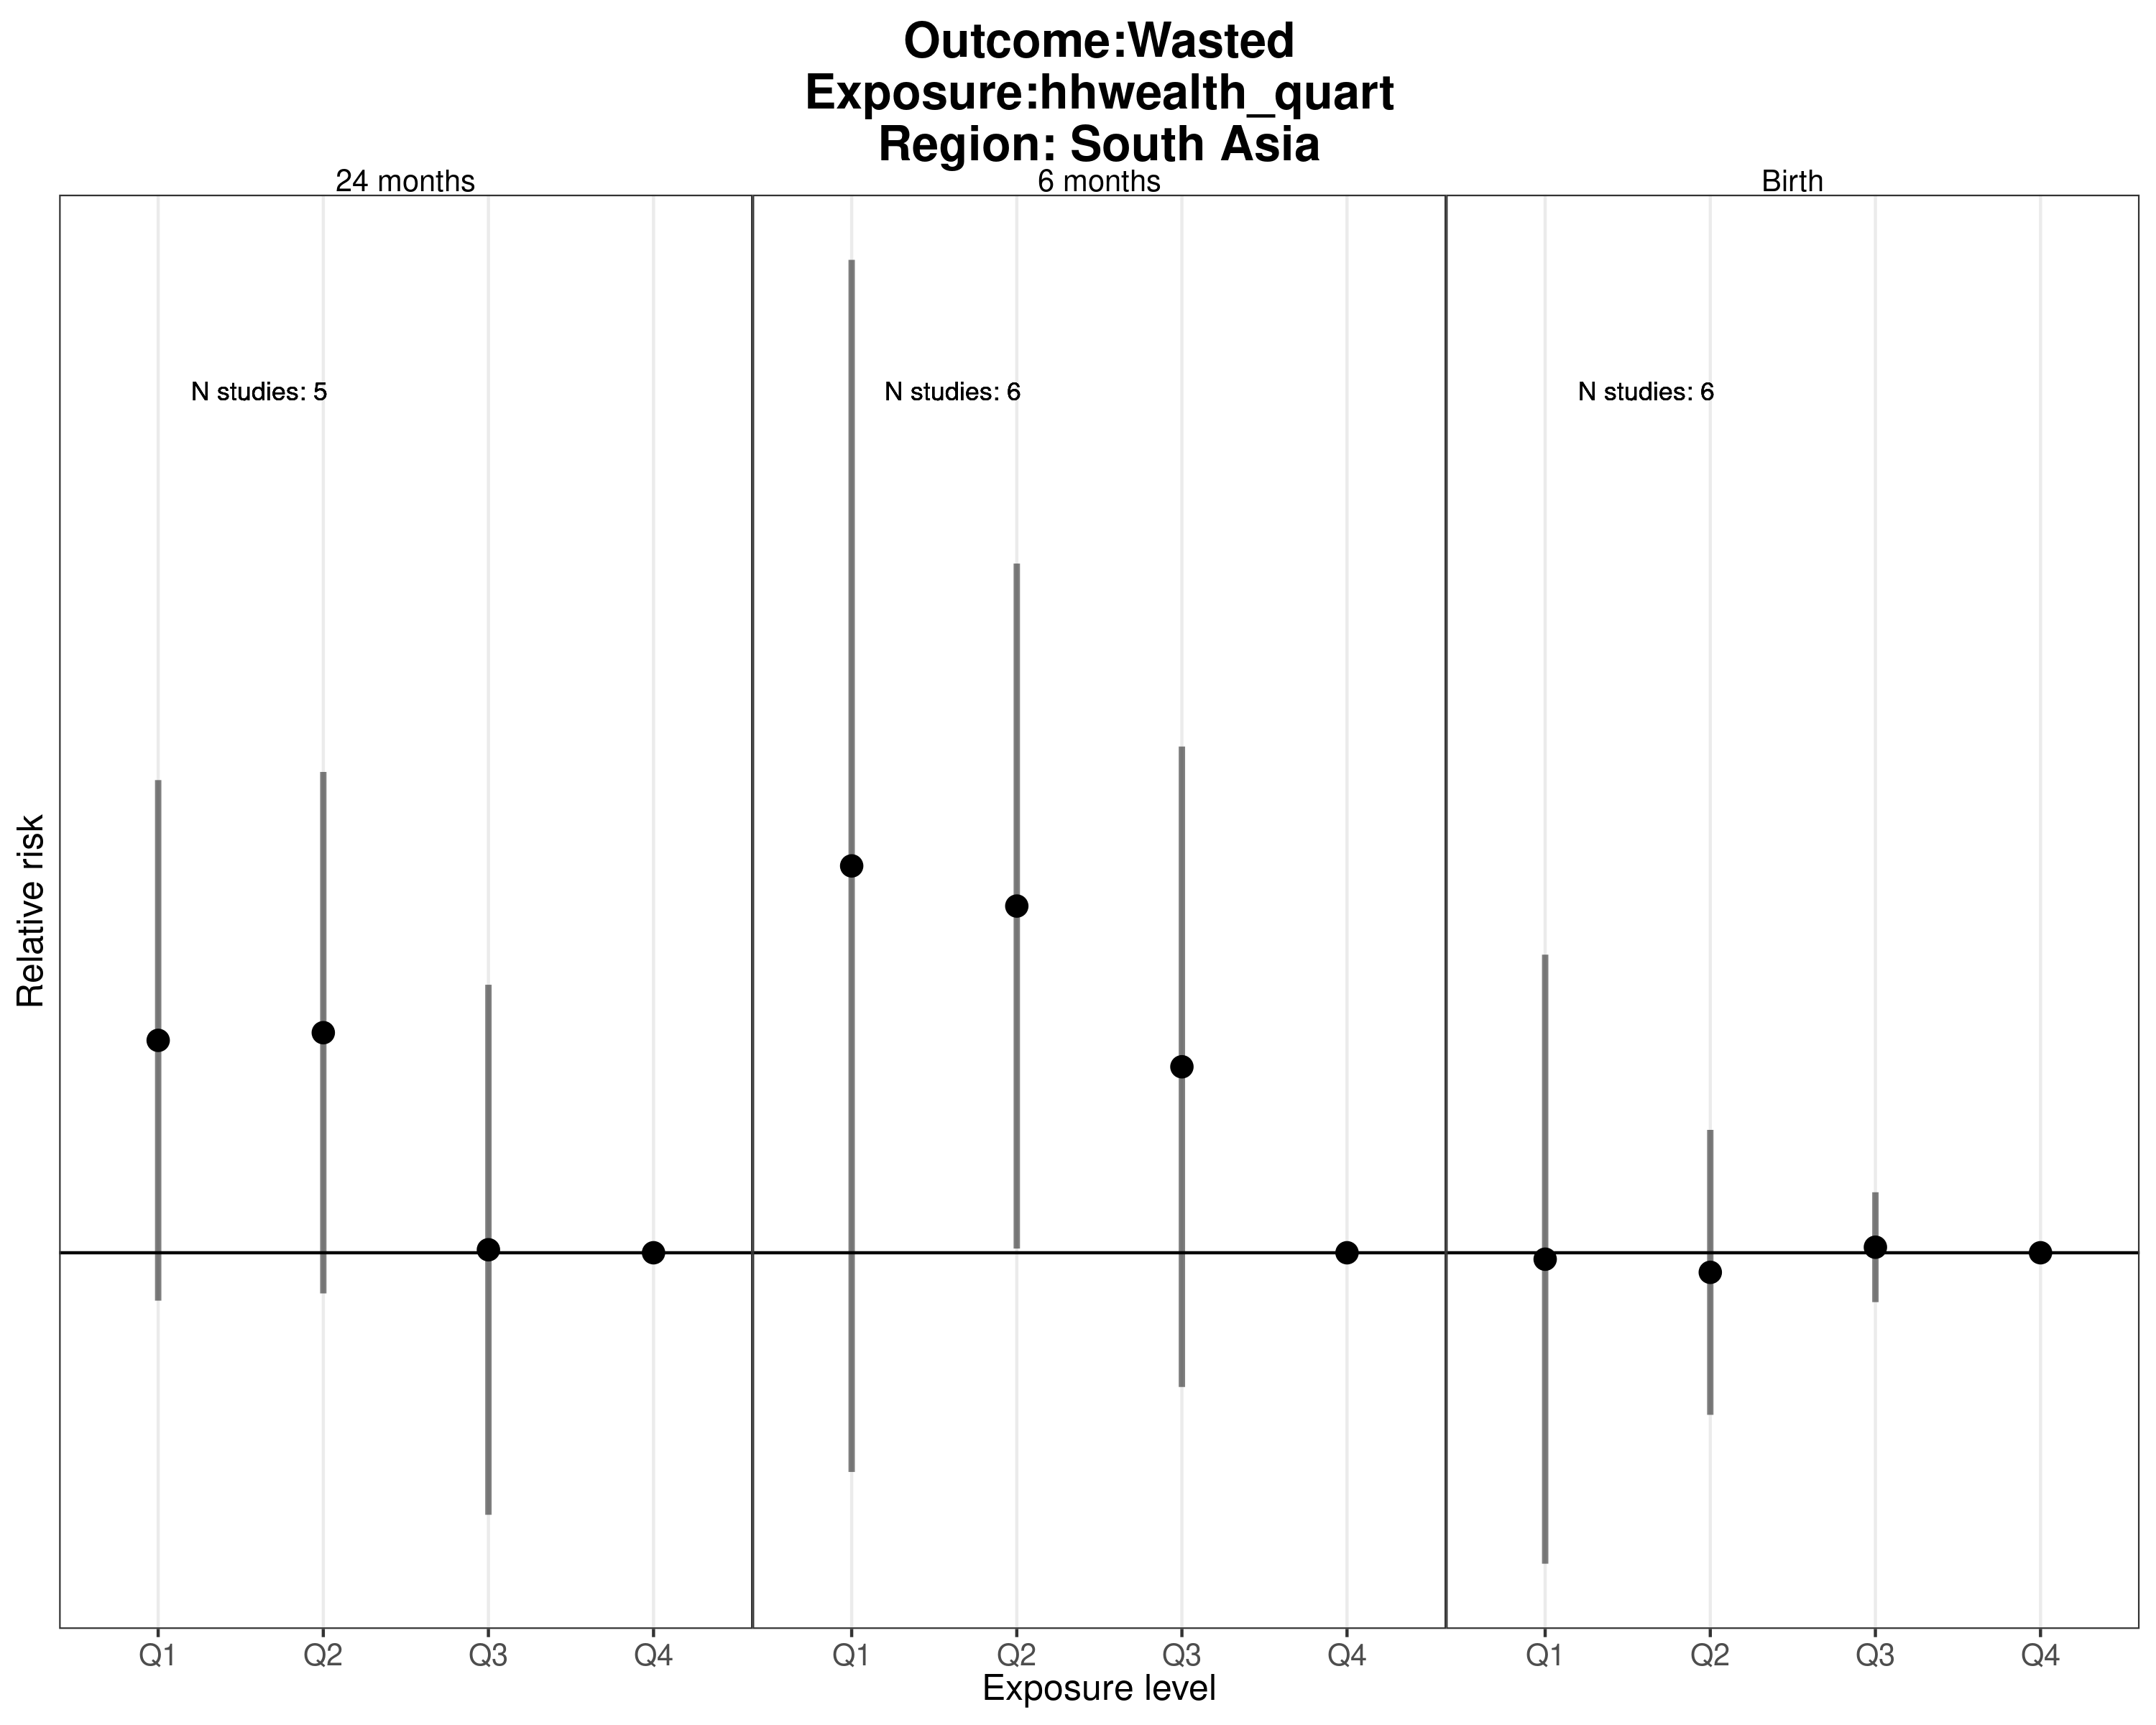 Outcome:Wasted
Exposure:hhwealth_quart
Region: South Asia
24 months
6 months
Birth
N studies: 5
N studies: 6
N studies: 6
Relative risk
Q1 Q2 Q3 Q4
Q1 Q2 Q3 Q4
Q1 Q2 Q3 Q4
Exposure level